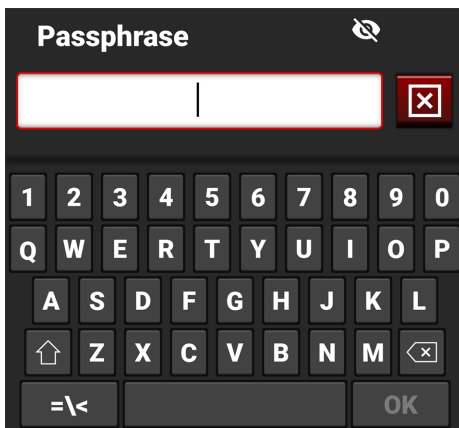 Passphrase
1 2 3 4 5 6 7 8 9 0
Q W E R T Y U I O P
A S D F G H J K L
Z X C V B N M
=\< OK